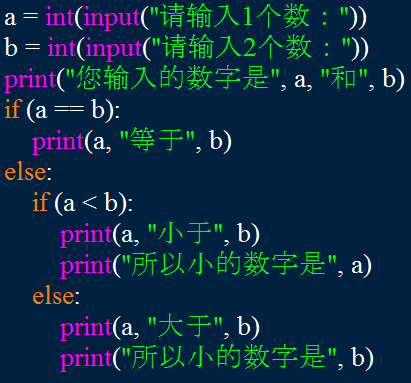 a = int(input("请输入1个数："))
b = int(input("请输入2个数："))
print("您输入的数字是", a, "和", b)
if (a == b):
    print(a, "等于", b)
else:
    if (a < b):
        print(a, "小于", b)
        print("所以小的数字是", a)
    else:
        print(a, "大于", b)
        print("所以小的数字是", b)